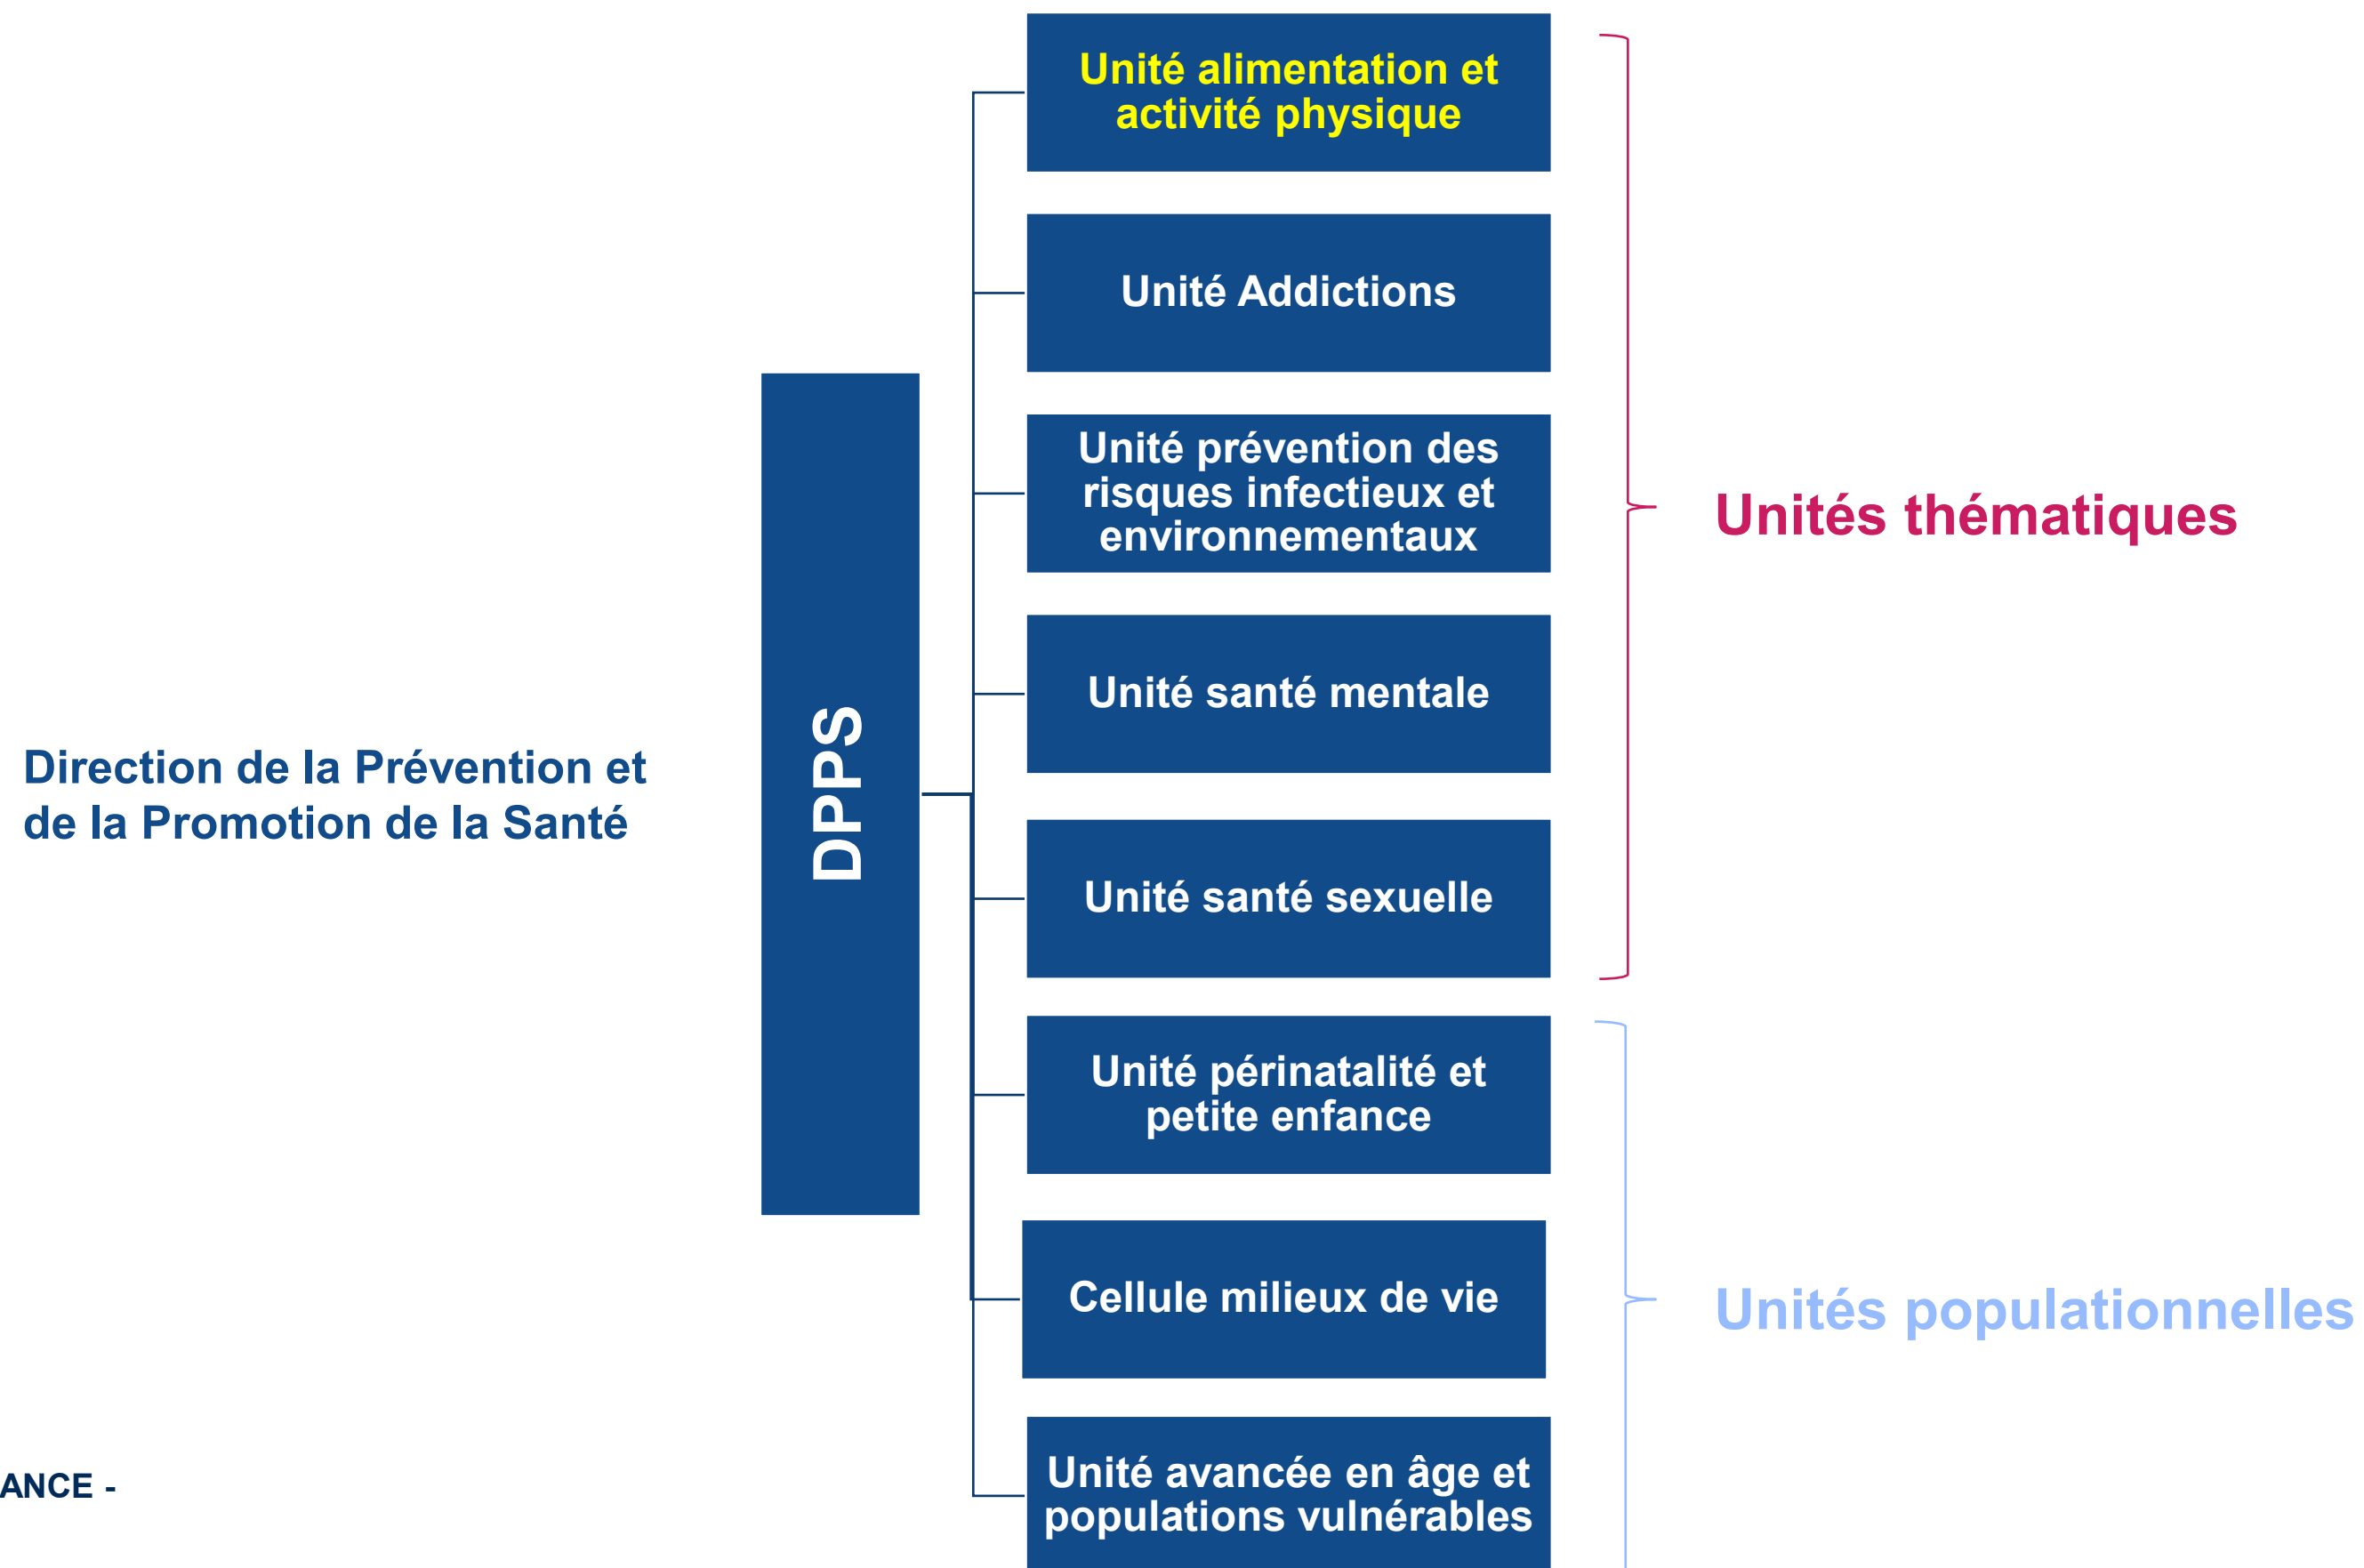 Unité alimentation et
activité physique
Unité Addictions
Unité prévention des
risques infectieux et
environnementaux
Unités thématiques
Unité santé mentale
Direction de la Prévention et
de la Promotion de la Santé
DPPS
Unité santé sexuelle
Unité périnatalité et
petite enfance
Cellule milieux de vie
Unités populationnelles
Unité avancée en âge et
populations vulnérables
ANCE -